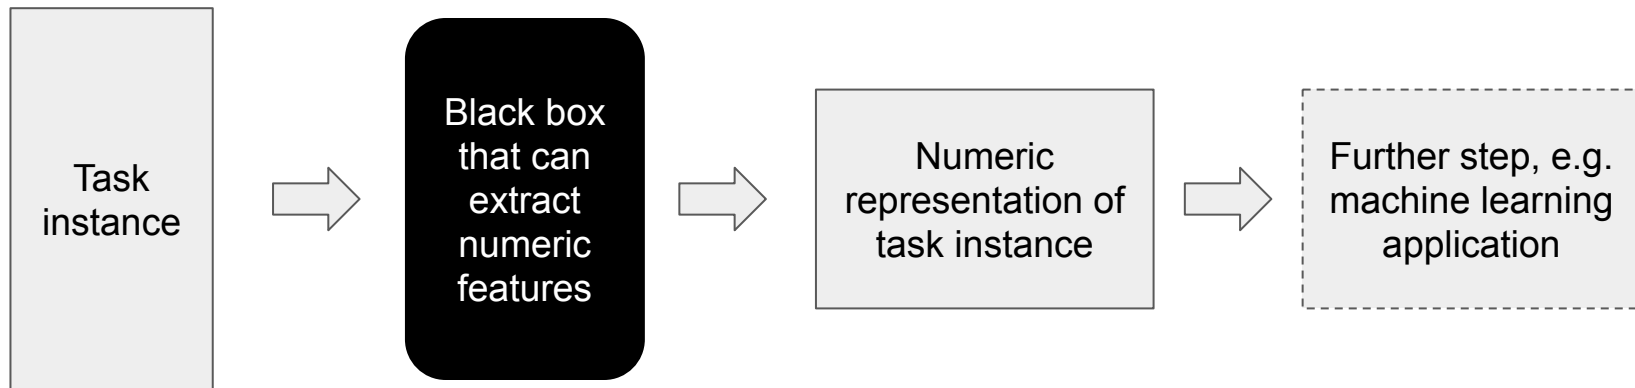 Task
instance
Black box
that can
extract
numeric
features
Numeric
representation of
task instance
Further step, e.g.
machine learning
application